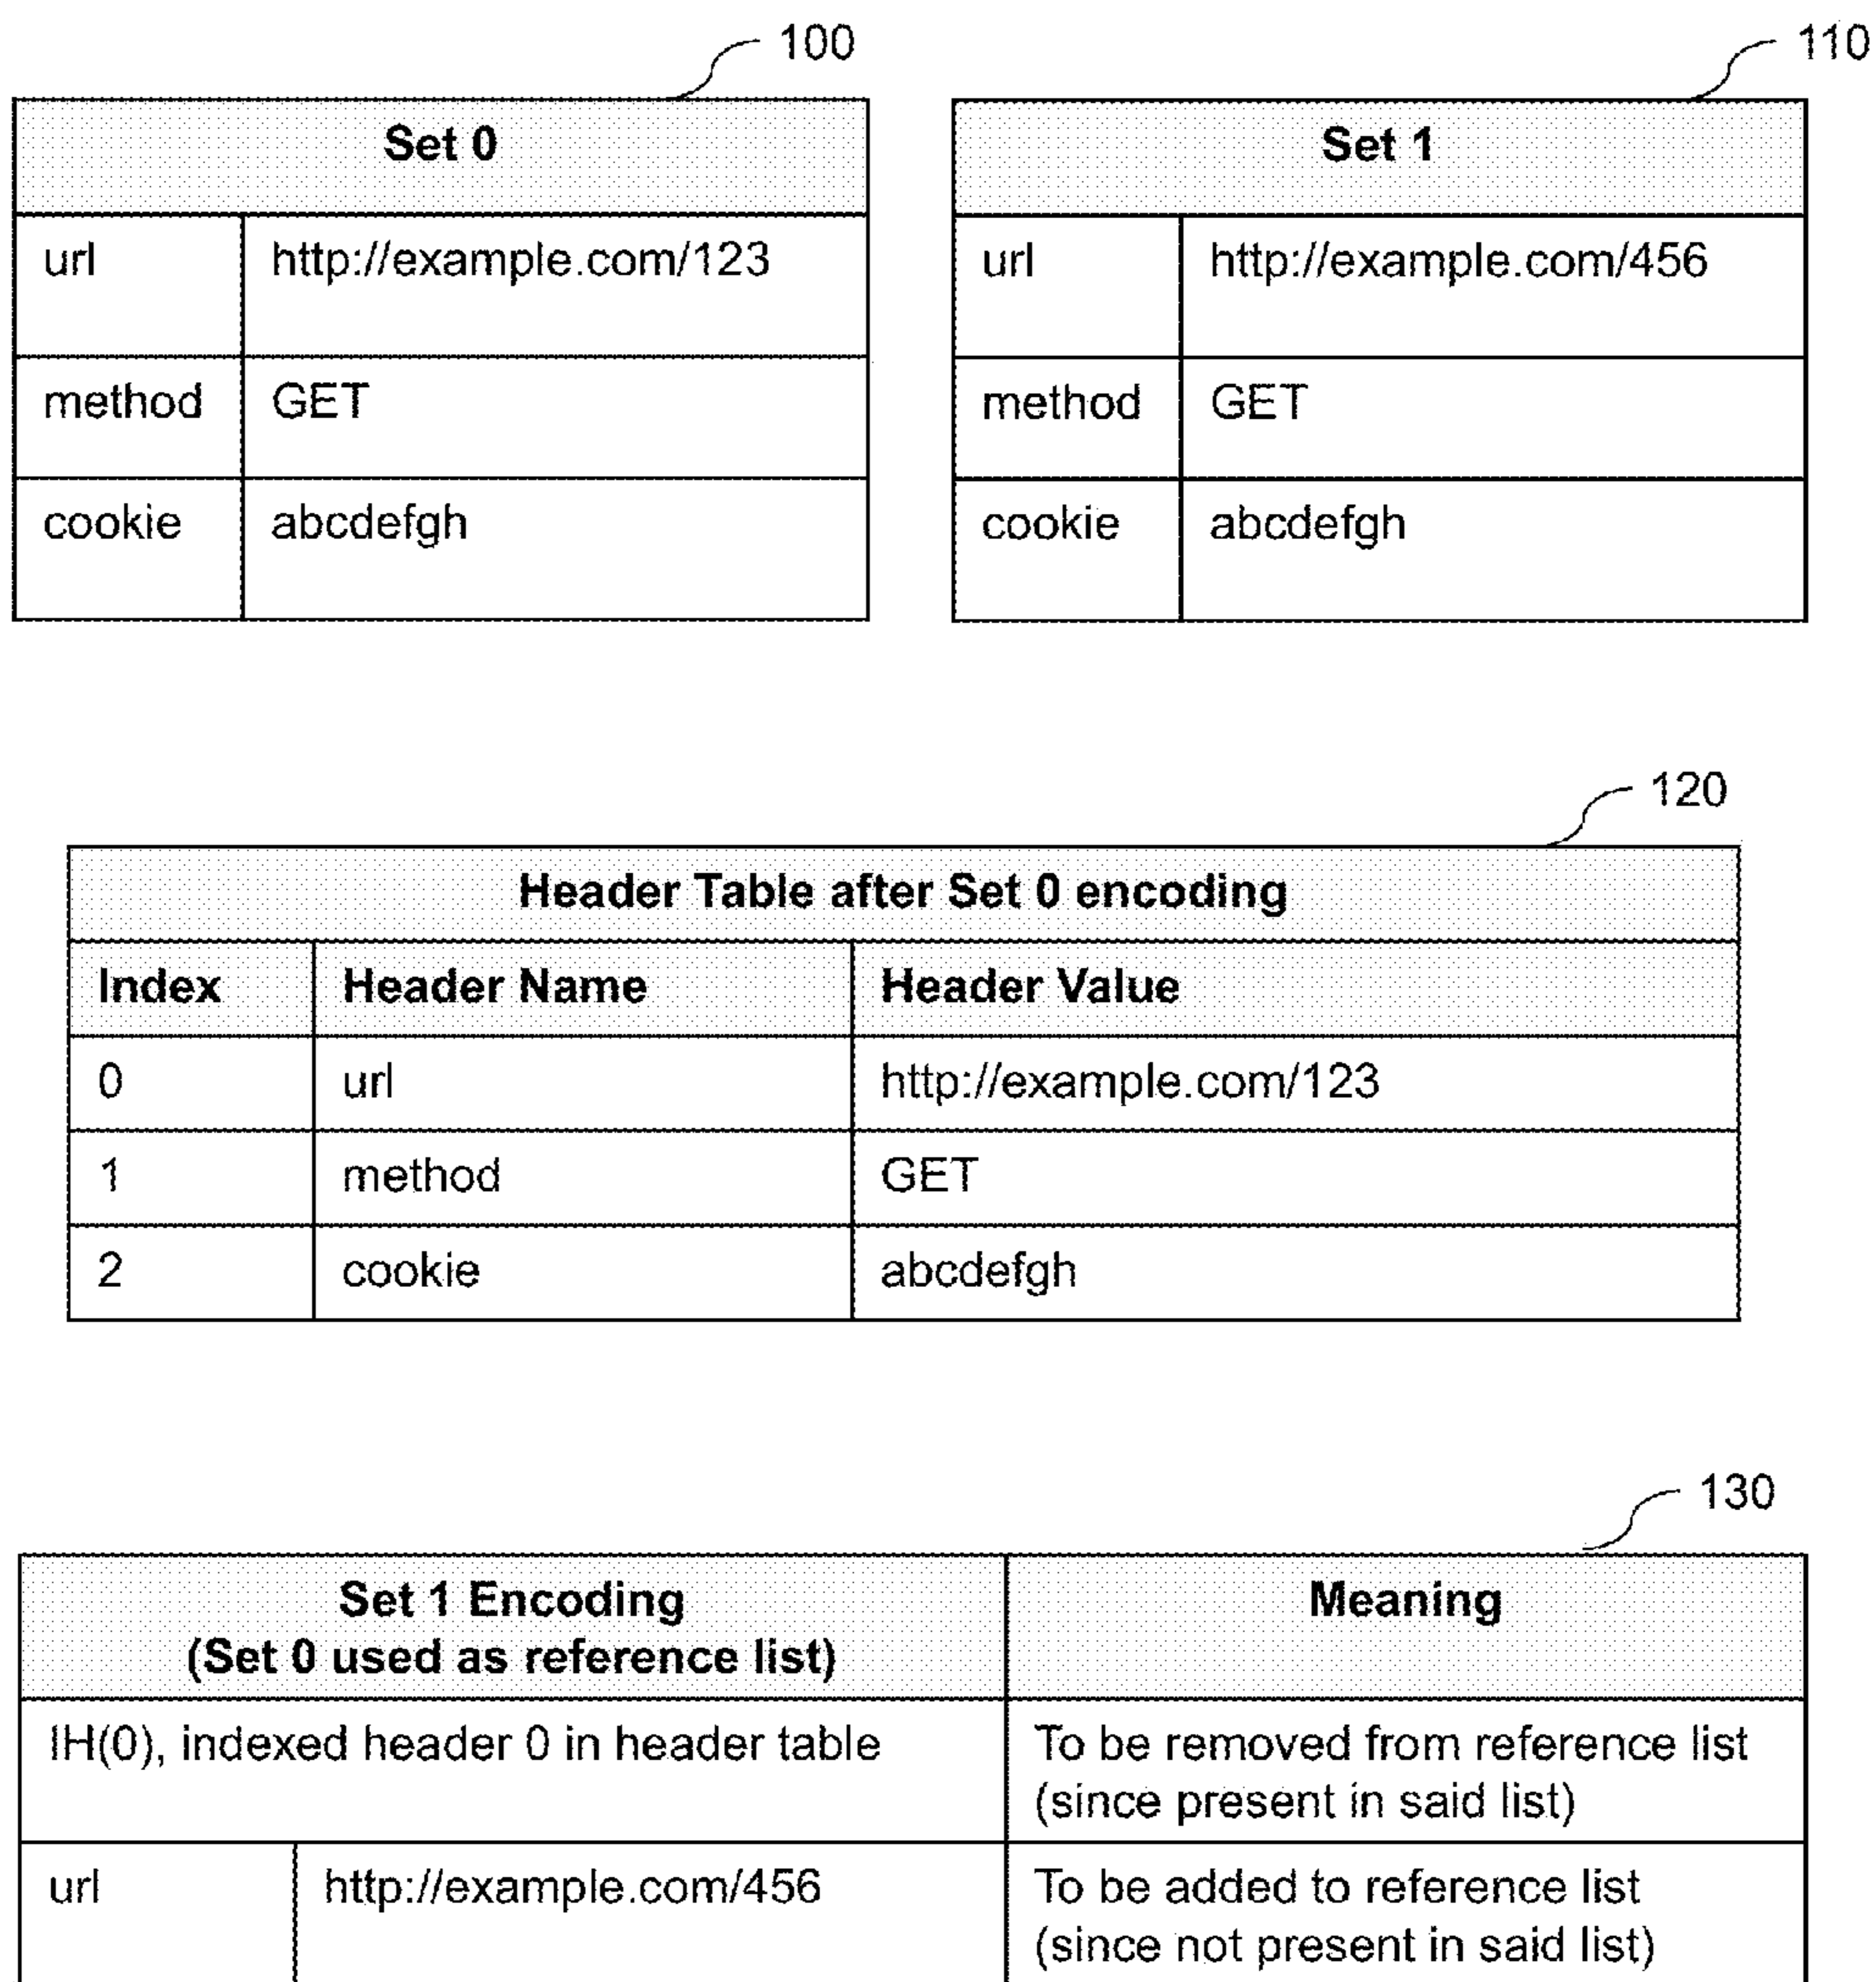 100
110
Set 0
url http://example.com/123
method GET
cookie abcdefgh
Set 1
url http://example.com/456
method GET
cookie abcdefgh
120
Header Table after Set 0 encoding
Index Header Name Header Value
0 url http://example.com/123
1 method GET
2 cookie abcdefgh
130
Set 1 Encoding
(Set 0 used as reference list)
Meaning
IH(0), indexed header 0 in header table
To be removed from reference list
(since present in said list)
url http://example.com/456
To be added to reference list
(since not present in said list)